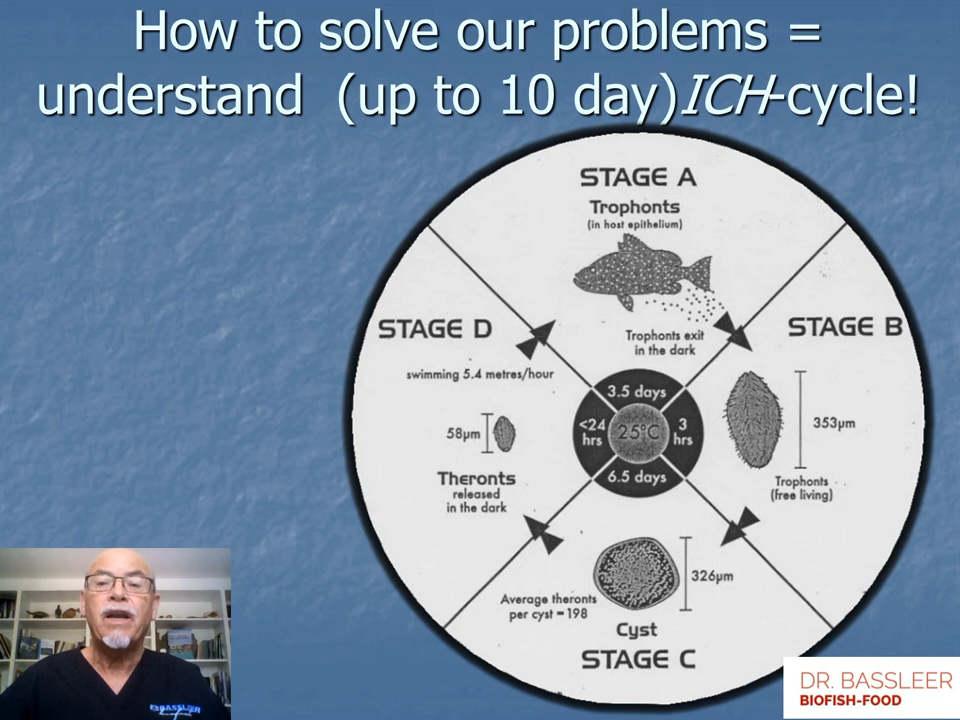 How to solve our problems =
understand (up to 10 day)ICH-cycle!
STAGE A
Trophonts
(in host epithelium)
Trophonts exit
in the dark
STAGE B
353µm
Trophonts
(free living)
STAGE D
swimming 5.4 metres/hour
58µm
Theronts
released
in the dark
3.5 days
<24
hrs
25°C
3
hrs
6.5 days
326µm
Average theronts
per cyst = 198
Cyst
STAGE C
BASSLEER
DR. BASSLEER
BIOFISH-FOOD